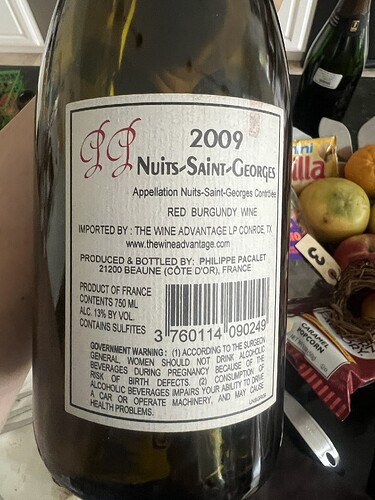 PP
2009
NUITS-SAINT-GEORGES
Appellation Nuits-Saint-Georges Contrôlée
RED BURGUNDY WINE
IMPORTED BY : THE WINE ADVANTAGE LP CONROE, TX
www.thewineadvantage.com
PRODUCED & BOTTLED BY: PHILIPPE PACALET
21200 BEAUNE (CÔTE D'OR), FRANCE
PRODUCT OF FRANCE
CONTENTS 750 ML
ALC. 13% BY VOL.
CONTAINS SULFITES
3 760114 090249
GOVERNMENT WARNING : (1) ACCORDING TO THE SURGEON
GENERAL, WOMEN SHOULD NOT DRINK ALCOHOLIC
BEVERAGES DURING PREGNANCY BECAUSE OF THE
RISK OF BIRTH DEFECTS. (2) CONSUMPTION OF
ALCOHOLIC BEVERAGES IMPAIRS YOUR ABILITY TO DRIVE
A CAR OR OPERATE MACHINERY, AND MAY CAUSE
HEALTH PROBLEMS.
ni
illa
3
CARAMEL
POPCORN